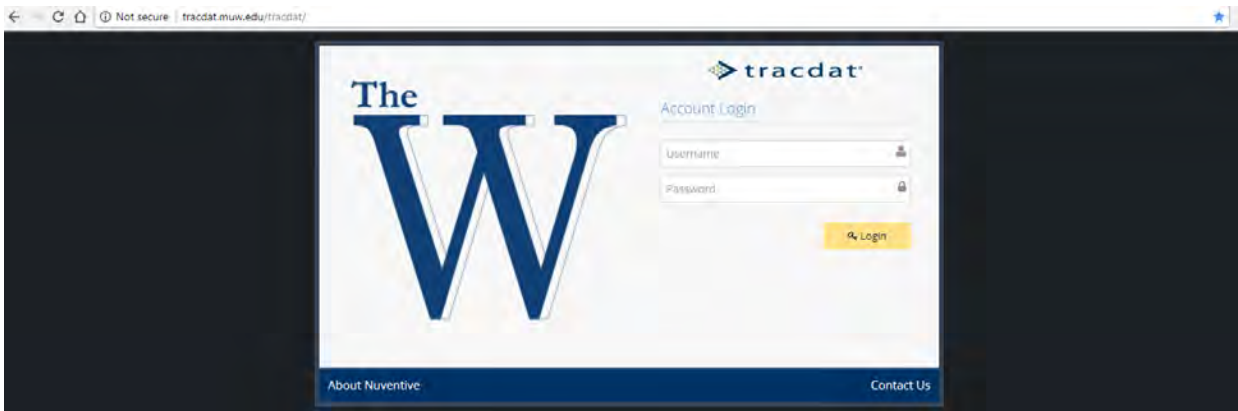 Not secure | tracdat.muw.edu/tracdat/
The
W
tracdat
Account Login
Username
Password
Login
About Nuventive
Contact Us